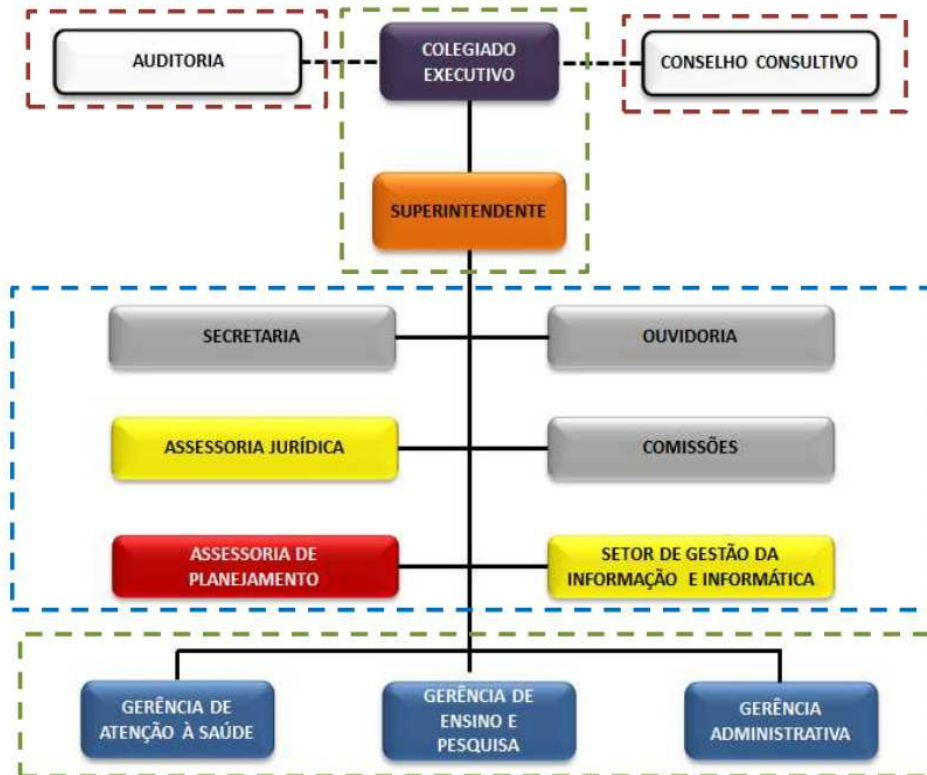 AUDITORIA
COLEGIADO
EXECUTIVO
CONSELHO CONSULTIVO
SUPERINTENDENTE
SECRETARIA
OUVIDORIA
ASSESSORIA JURÍDICA
COMISSÕES
ASSESSORIA DE
PLANEJAMENTO
SETOR DE GESTÃO DA
INFORMAÇÃO E INFORMÁTICA
GERÊNCIA DE
ATENÇÃO À SAÚDE
GERÊNCIA DE
ENSINO E
PESQUISA
GERÊNCIA
ADMINISTRATIVA